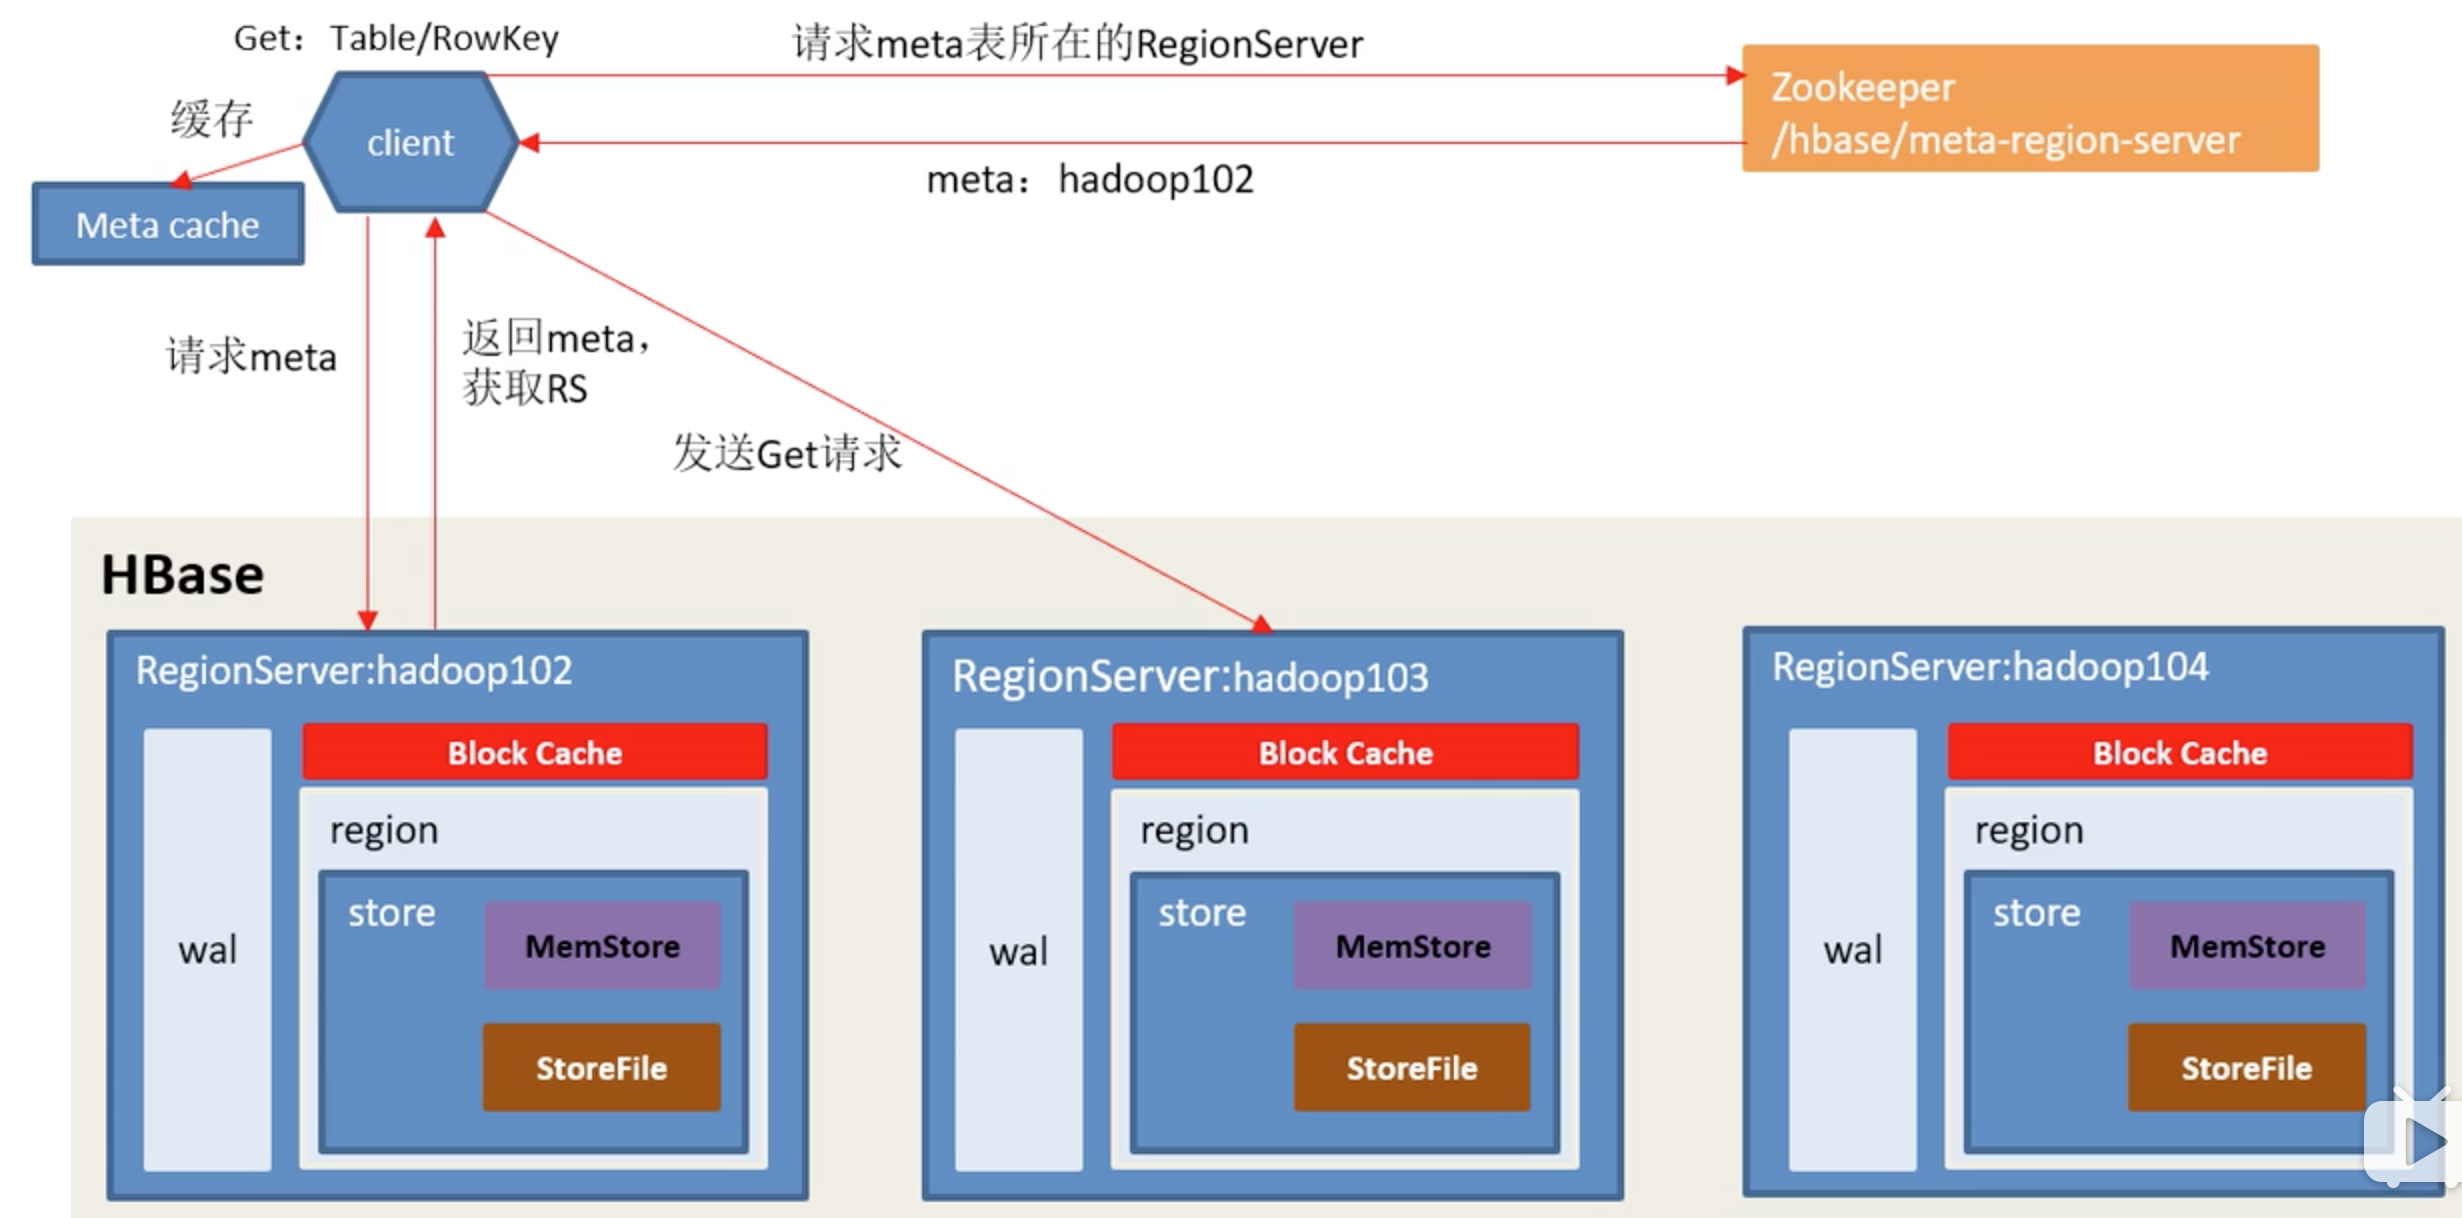 Get：Table/RowKey
请求meta表所在的RegionServer
Zookeeper
/hbase/meta-region-server
缓存
client
meta：hadoop102
Meta cache
请求meta
返回meta，
获取RS
发送Get请求
HBase
RegionServer:hadoop102
Block Cache
region
store
MemStore
wal
StoreFile
RegionServer:hadoop103
Block Cache
region
store
MemStore
wal
StoreFile
RegionServer:hadoop104
Block Cache
region
store
MemStore
wal
StoreFile